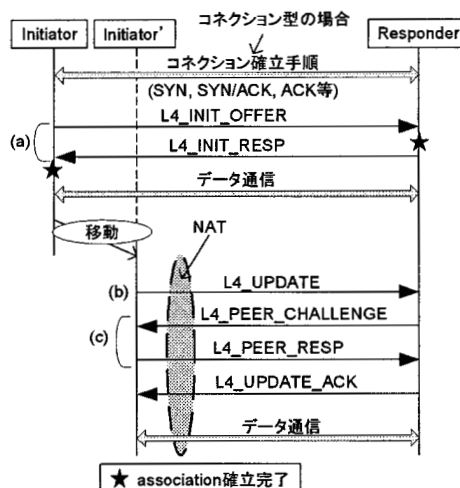 コネクション型の場合
Initiator
Initiator’
Responder
コネクション確立手順
(SYN, SYN/ACK, ACK等)
L4_INIT_OFFER
(a)
L4_INIT_RESP
データ通信
移動
NAT
L4_UPDATE
(b)
L4_PEER_CHALLENGE
(c)
L4_PEER_RESP
L4_UPDATE_ACK
データ通信
★ association確立完了